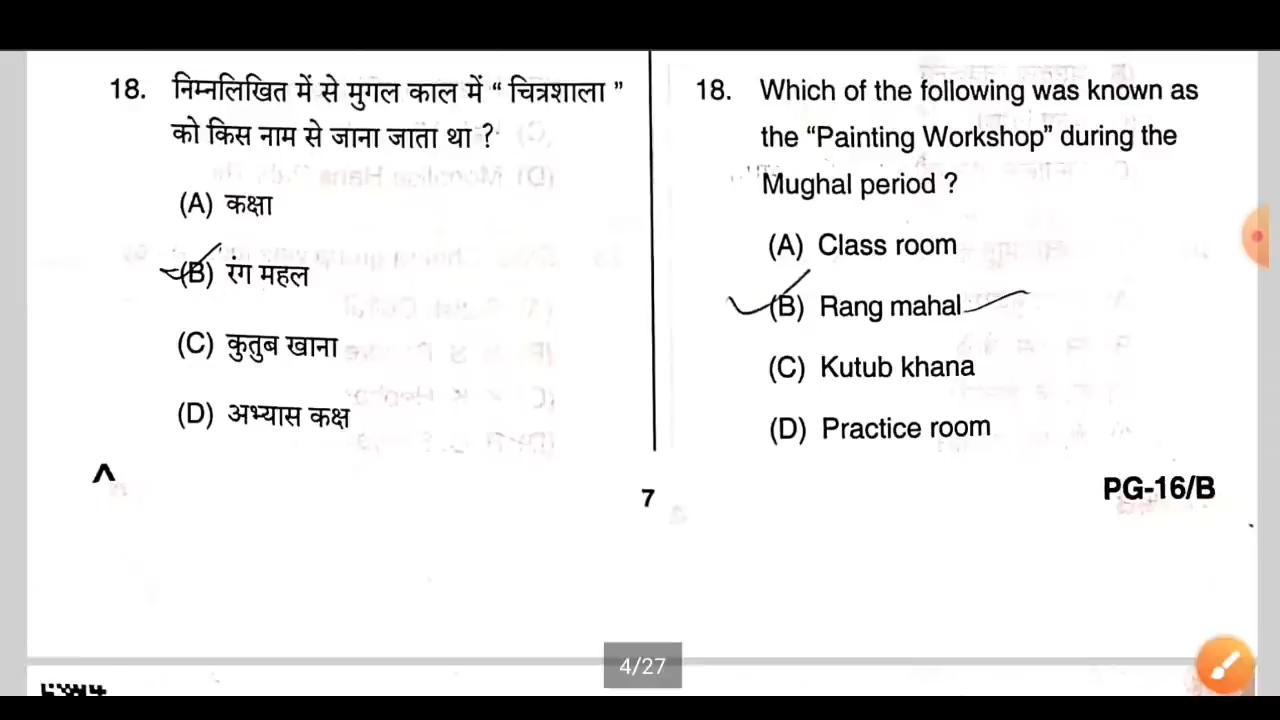 18. निम्नलिखित में से मुगल काल में “ चित्रशाला ”
को किस नाम से जाना जाता था ?
(A) कक्षा
(B) रंग महल
(C) कुतुब खाना
(D) अभ्यास कक्ष
18. Which of the following was known as
the “Painting Workshop” during the
Mughal period ?
(A) Class room
(B) Rang mahal
(C) Kutub khana
(D) Practice room
7
PG-16/B
4/27